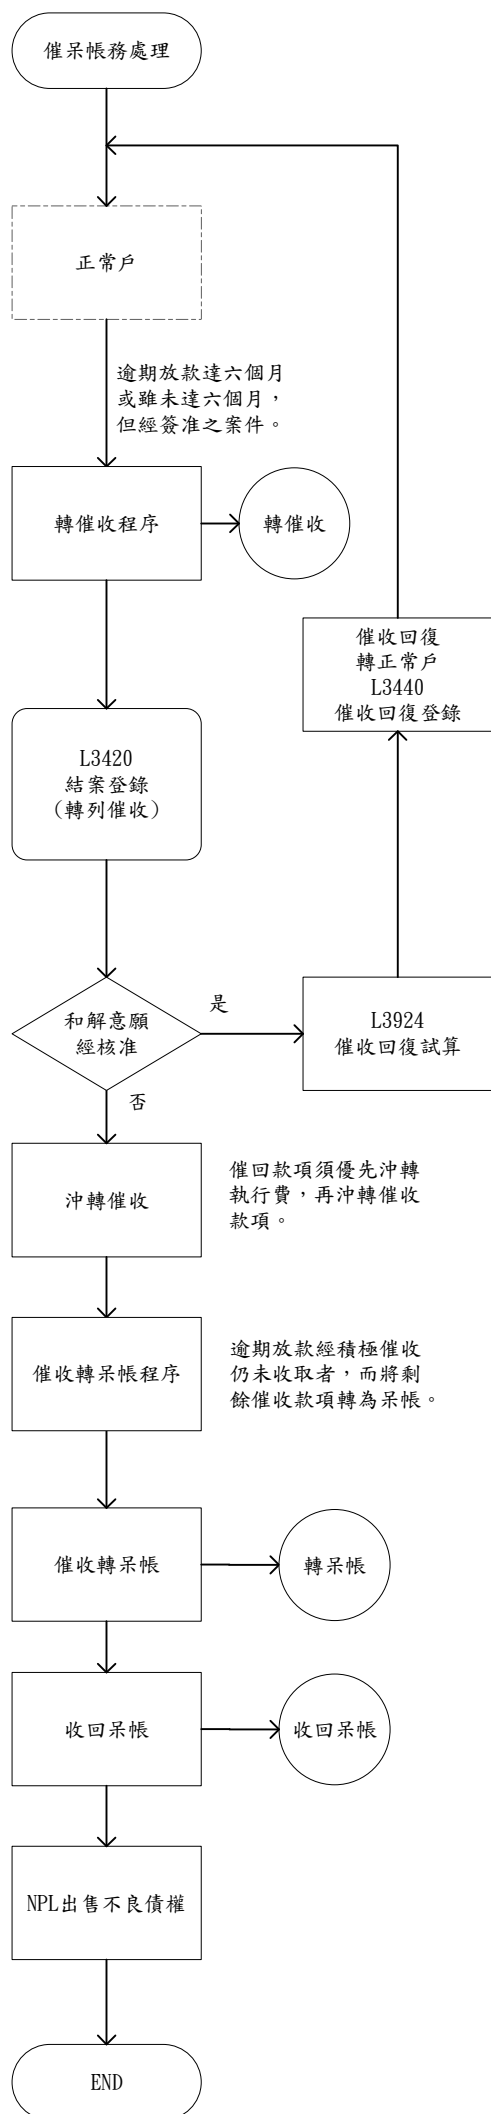 催呆帳務處理
正常戶
逾期放款達六個月
或雖未達六個月，
但經簽准之案件。
轉催收程序
轉催收
催收回復
轉正常戶
L3440
催收回復登錄
L3420
結案登錄
(轉列催收)
和解意願
經核准
是
L3924
催收回復試算
否
沖轉催收
催回款項須優先沖轉
執行費，再沖轉催收
款項。
催收轉呆帳程序
逾期放款經積極催收
仍未收取者，而將剩
餘催收款項轉為呆帳。
催收轉呆帳
轉呆帳
收回呆帳
收回呆帳
NPL出售不良債權
END